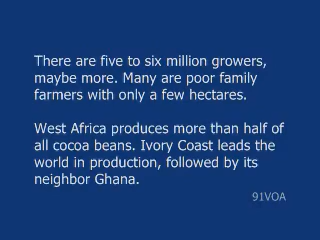 There are five to six million growers,
maybe more. Many are poor family
farmers with only a few hectares.
West Africa produces more than half of
all cocoa beans. Ivory Coast leads the
world in production, followed by its
neighbor Ghana.
91VOA